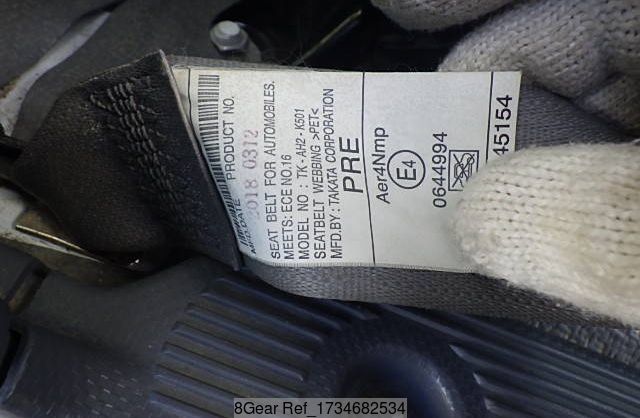 PRODUCT NO.
DATE
2018 0312
SEAT BELT FOR AUTOMOBILES.
MEETS: ECE NO.16
MODEL NO : TK - AH2 - K501
SEATBELT WEBBING >PET<
MFD.BY : TAKATA CORPORATION
PRE
Aer4Nmp
E4
0644994
45154
8Gear Ref_1734682534